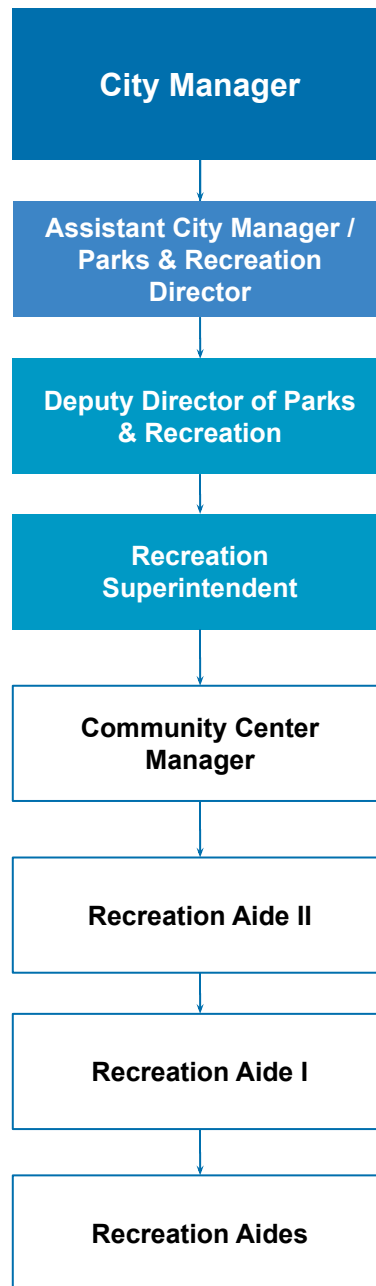 City Manager
Assistant City Manager /
Parks & Recreation
Director
Deputy Director of Parks
& Recreation
Recreation
Superintendent
Community Center
Manager
Recreation Aide II
Recreation Aide I
Recreation Aides